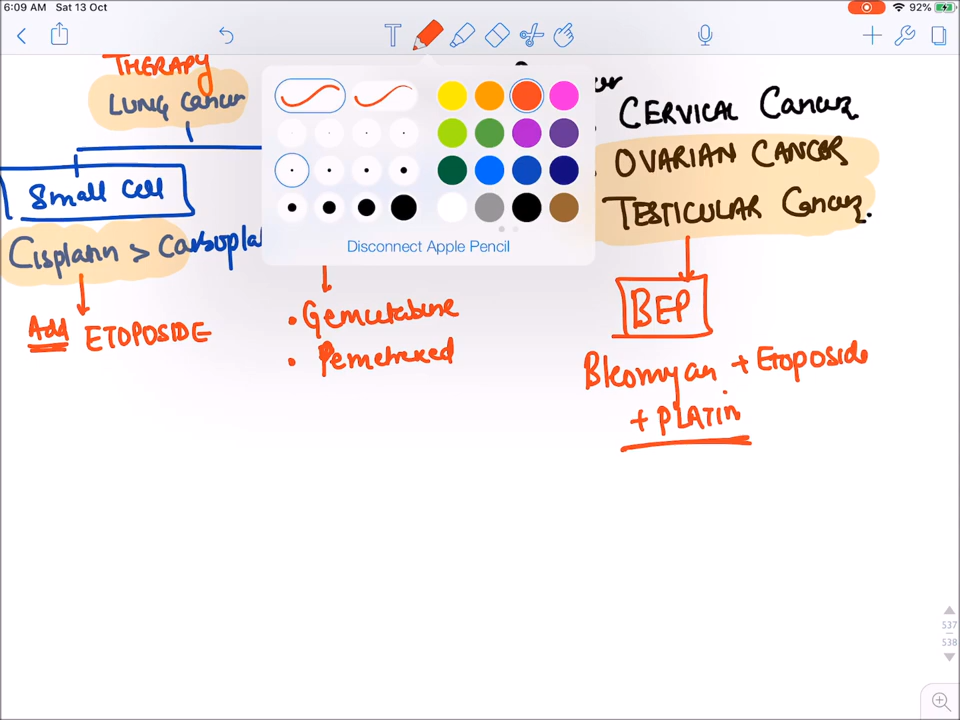 6:09 AM Sat 13 Oct
92%
T
THERAPY
LUNG Cancer
Small Cell
Cisplatin > Carbopla
Add ETOPOSIDE
Disconnect Apple Pencil
• Gemcitabine
• Pemetrexed
CERVICAL Cancer
OVARIAN CANCER
TESTICULAR Cancer.
BEP
Bleomycin + Etoposide
+ PLATIN
537
538